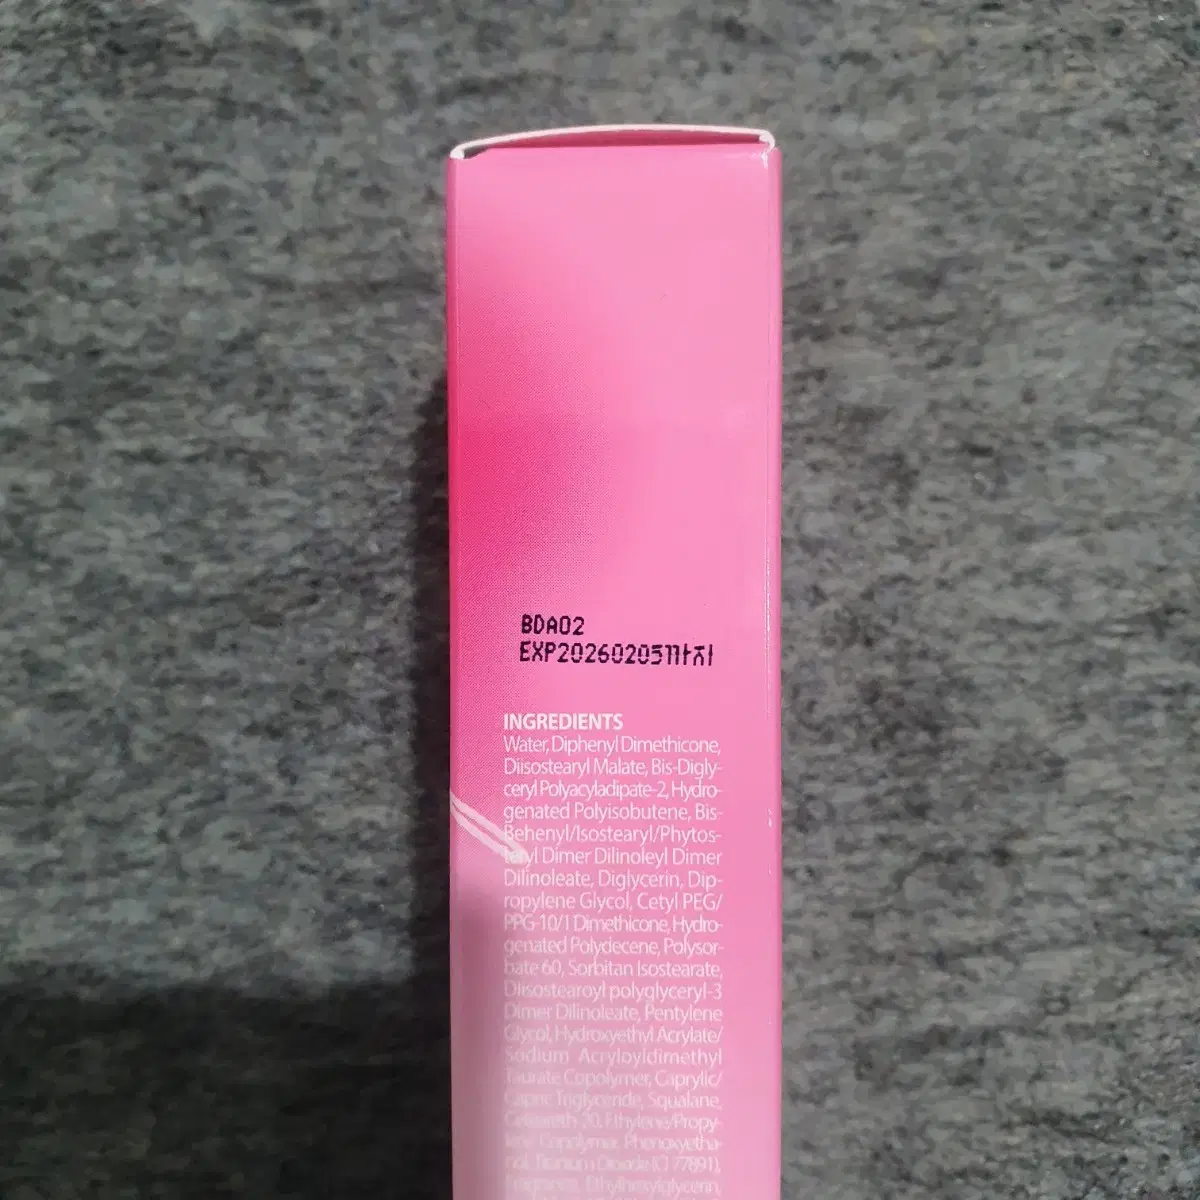 BDA02
EXP20260205까지
INGREDIENTS
Water, Diphenyl Dimethicone,
Diisostearyl Malate, Bis-Digly-
ceryl Polyacyladipate-2, Hydro-
genated Polyisobutene, Bis-
Behenyl/Isostearyl/Phytos-
teryl Dimer Dilinoleyl Dimer
Dilinoleate, Diglycerin, Dip-
ropylene Glycol, Cetyl PEG/
PPG-10/1 Dimethicone, Hydro-
genated Polydecene, Polysor-
bate 60, Sorbitan Isostearate,
Diisostearoyl polyglyceryl-3
Dimer Dilinoleate, Pentylene
Glycol, Hydroxyethyl Acrylate/
Sodium Acryloyldimethyl
Taurate Copolymer, Caprylic/
Capric Triglyceride, Squalane,
Ceteareth-20, Ethylene/Propy-
lene Copolymer, Phenoxyetha-
nol, Titanium Dioxide (CI 77891),
Fragrance, Ethylhexylglycerin,